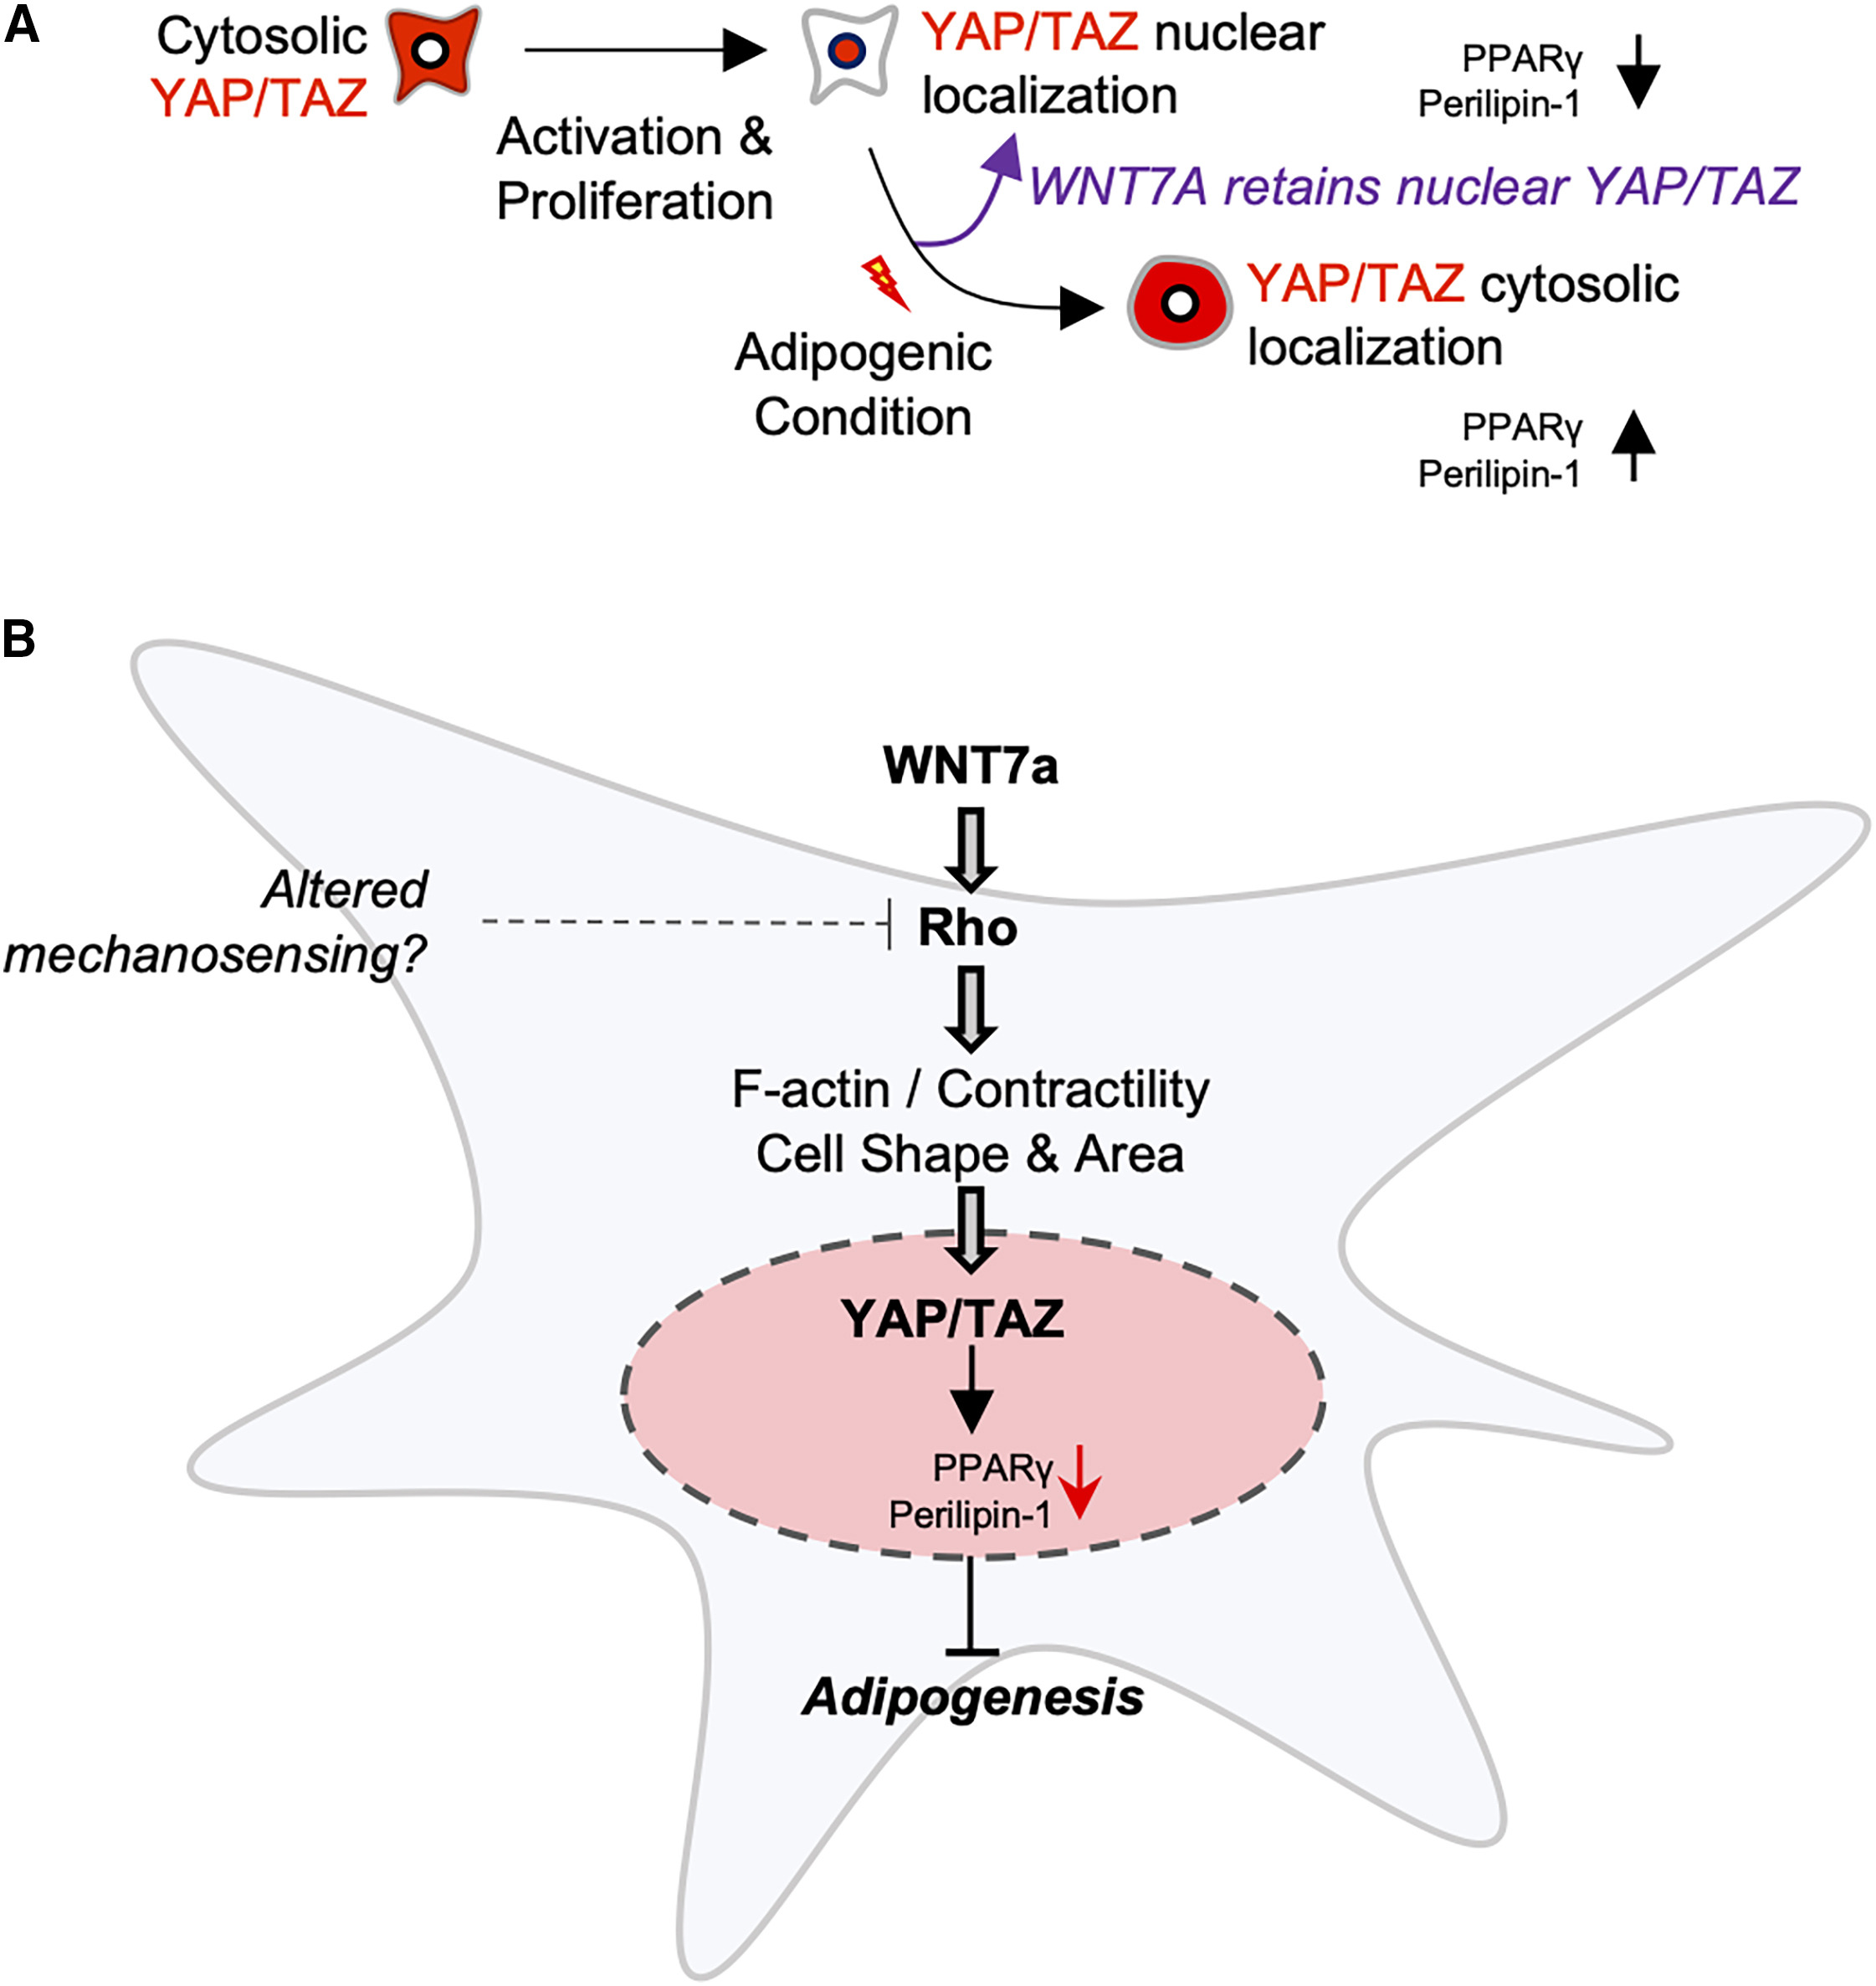 A
Cytosolic
YAP/TAZ
Activation &
Proliferation
YAP/TAZ nuclear
localization
PPARγ
Perilipin-1
WNT7A retains nuclear YAP/TAZ
Adipogenic
Condition
YAP/TAZ cytosolic
localization
PPARγ
Perilipin-1
B
WNT7a
Altered
mechanosensing?
Rho
F-actin / Contractility
Cell Shape & Area
YAP/TAZ
PPARγ
Perilipin-1
Adipogenesis